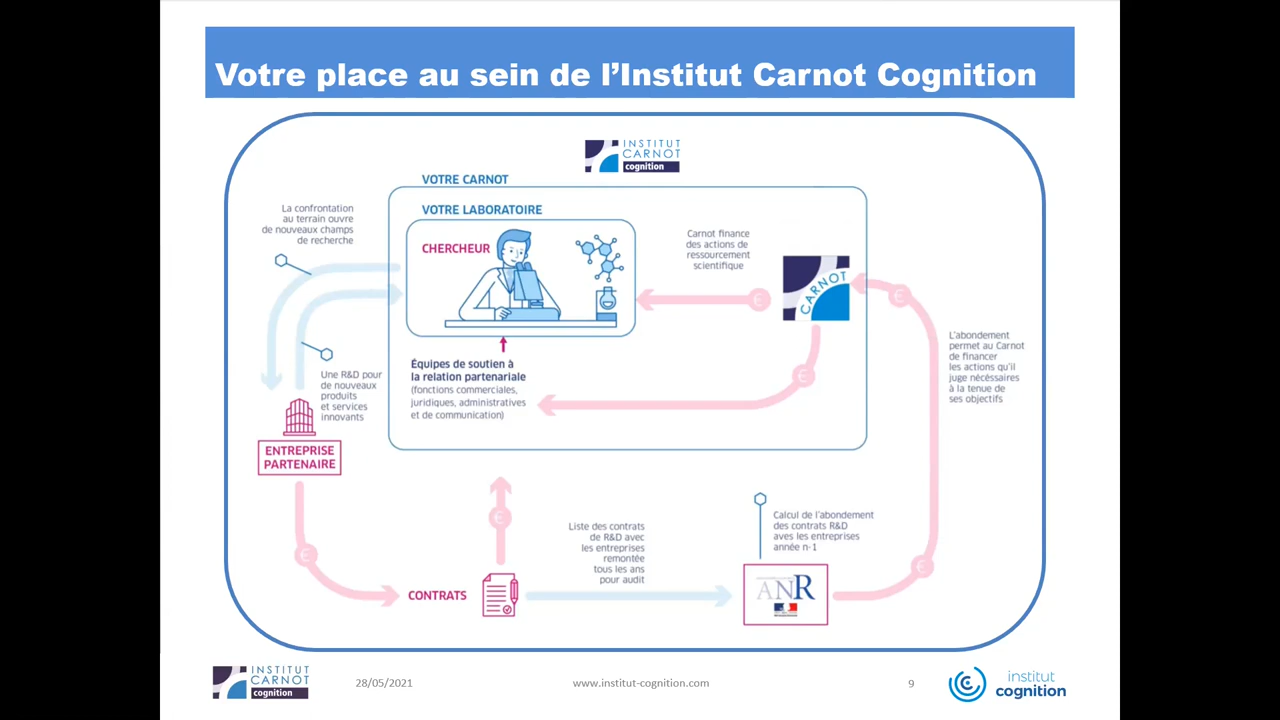 Votre place au sein de l'Institut Carnot Cognition
INSTITUT
CARNOT
cognition
VOTRE CARNOT
VOTRE LABORATOIRE
CHERCHEUR
La confrontation
au terrain ouvre
de nouveaux champs
de recherche
Carnot finance
des actions de
ressourcement
scientifique
CARNOT
€
€
€
L'abondement
permet au Carnot
de financer
les actions qu'il
juge nécéssaires
à la tenue de
ses objectifs
Équipes de soutien à
la relation partenariale
(fonctions commerciales,
juridiques, administratives
et de communication)
Une R&D pour
de nouveaux
produits
et services
innovants
ENTREPRISE
PARTENAIRE
€
€
€
Liste des contrats
de R&D avec
les entreprises
remontée
tous les ans
pour audit
Calcul de l'abondement
des contrats R&D
aves les entreprises
année n-1
CONTRATS
ANR
INSTITUT
CARNOT
cognition
28/05/2021
www.institut-cognition.com
9
institut
cognition